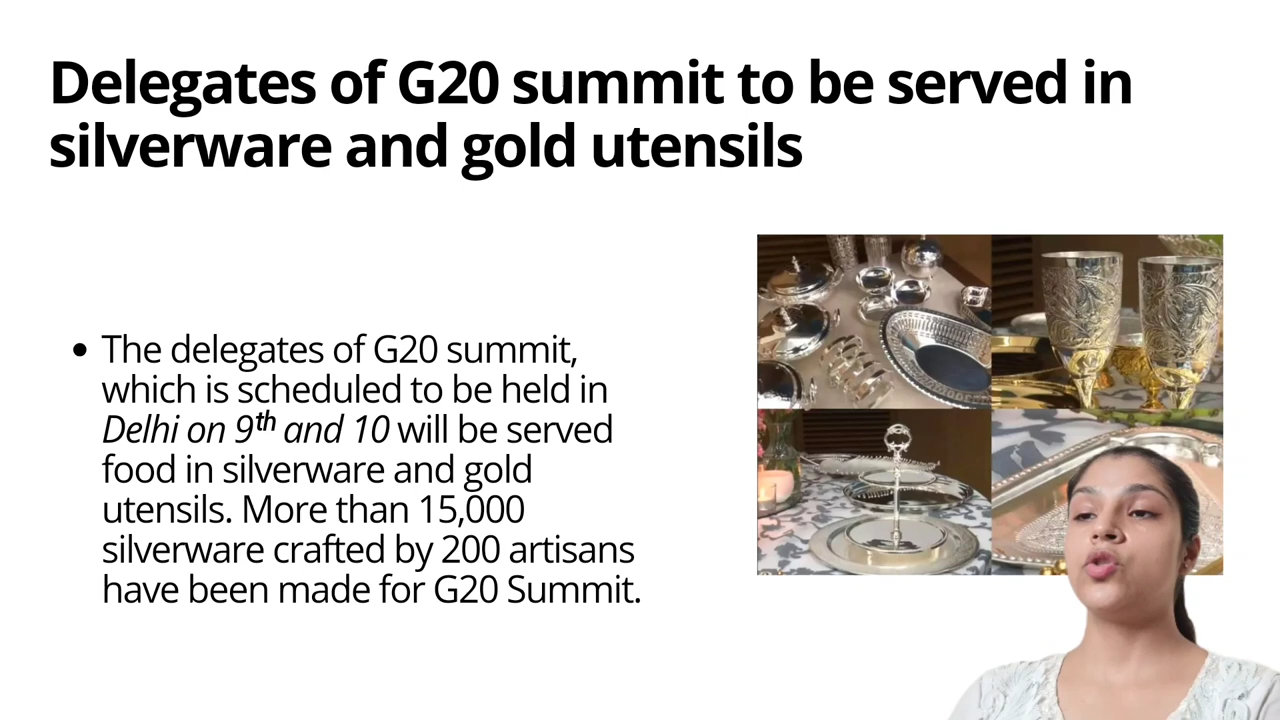 Delegates of G20 summit to be served in
silverware and gold utensils
• The delegates of G20 summit,
which is scheduled to be held in
Delhi on 9th and 10 will be served
food in silverware and gold
utensils. More than 15,000
silverware crafted by 200 artisans
have been made for G20 Summit.